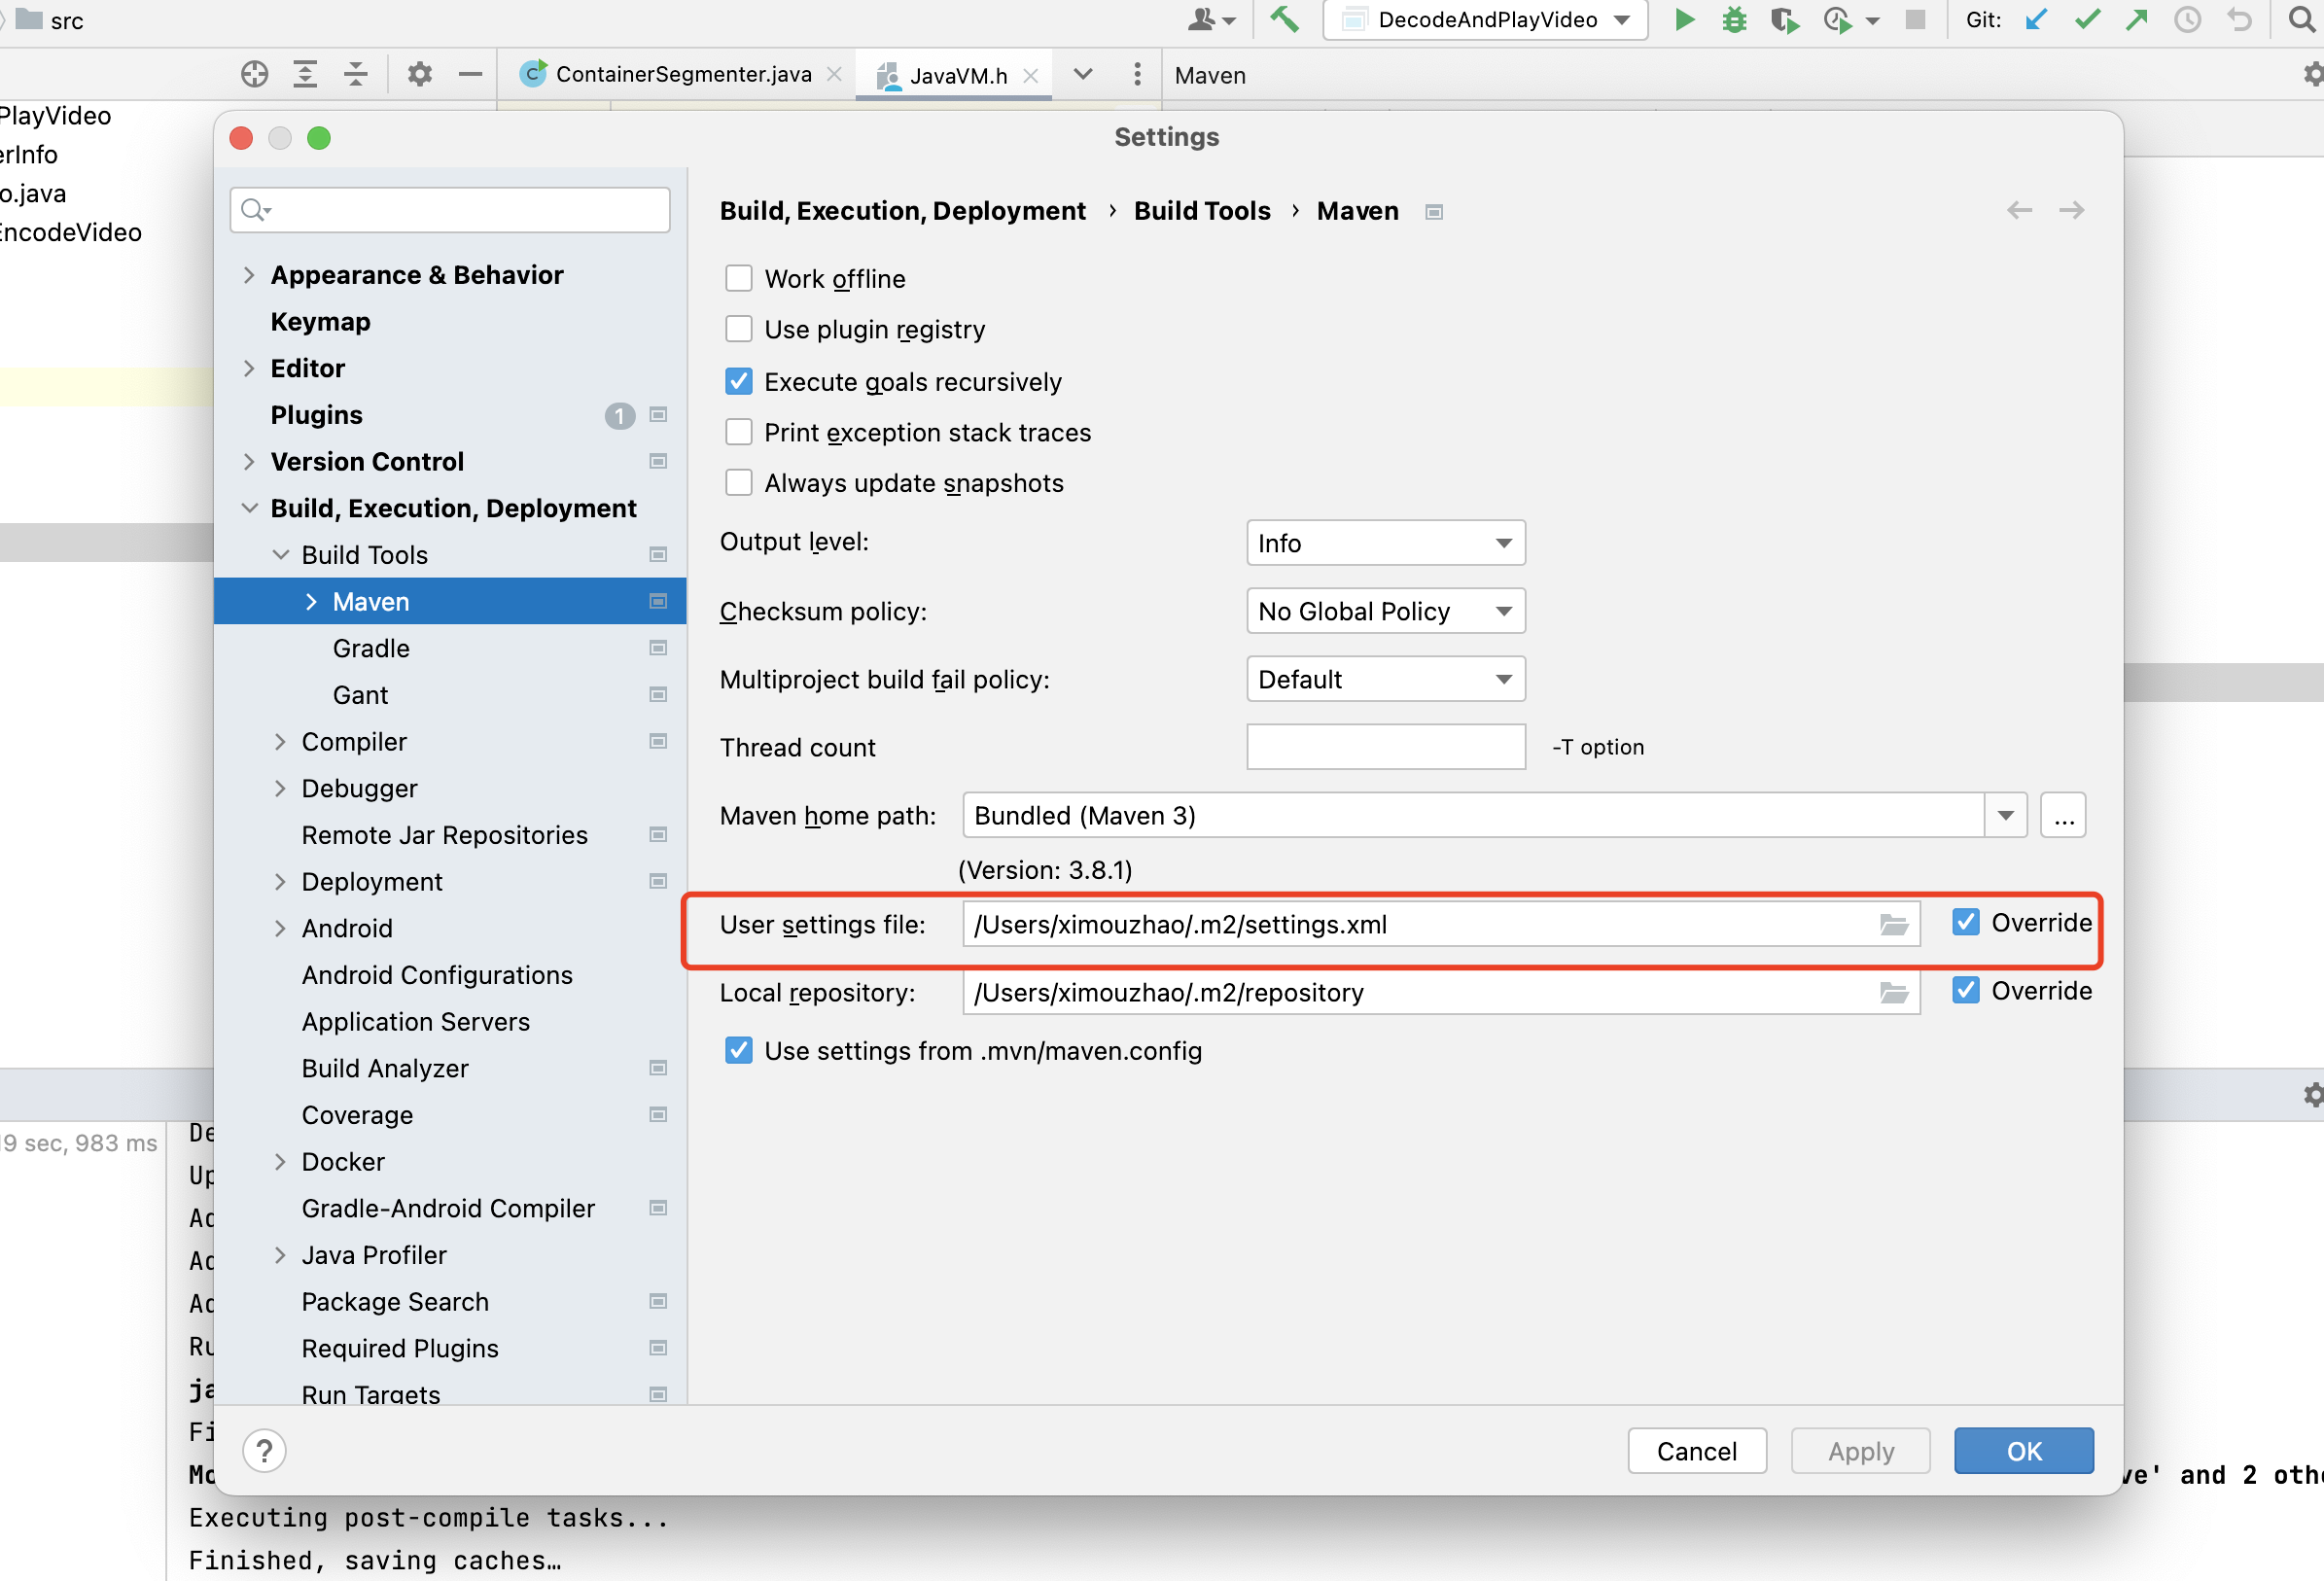 src
DecodeAndPlayVideo
Git:
ContainerSegmenter.java
JavaVM.h
Maven
PlayVideo
erInfo
o.java
EncodeVideo
Settings
Build, Execution, Deployment › Build Tools › Maven
Appearance & Behavior
Keymap
Editor
Plugins 1
Version Control
Build, Execution, Deployment
Build Tools
Maven
Gradle
Gant
Compiler
Debugger
Remote Jar Repositories
Deployment
Android
Android Configurations
Application Servers
Build Analyzer
Coverage
Docker
Gradle-Android Compiler
Java Profiler
Package Search
Required Plugins
Run Targets
Work offline
Use plugin registry
Execute goals recursively
Print exception stack traces
Always update snapshots
Output level: Info
Checksum policy: No Global Policy
Multiproject build fail policy: Default
Thread count -T option
Maven home path: Bundled (Maven 3) ...
(Version: 3.8.1)
User settings file: /Users/ximouzhao/.m2/settings.xml Override
Local repository: /Users/ximouzhao/.m2/repository Override
Use settings from .mvn/maven.config
? Cancel Apply OK
9 sec, 983 ms
De
Up
Ad
Ad
Ad
Ru
ja
Fi
Mo
ve' and 2 oth
Executing post-compile tasks...
Finished, saving caches…